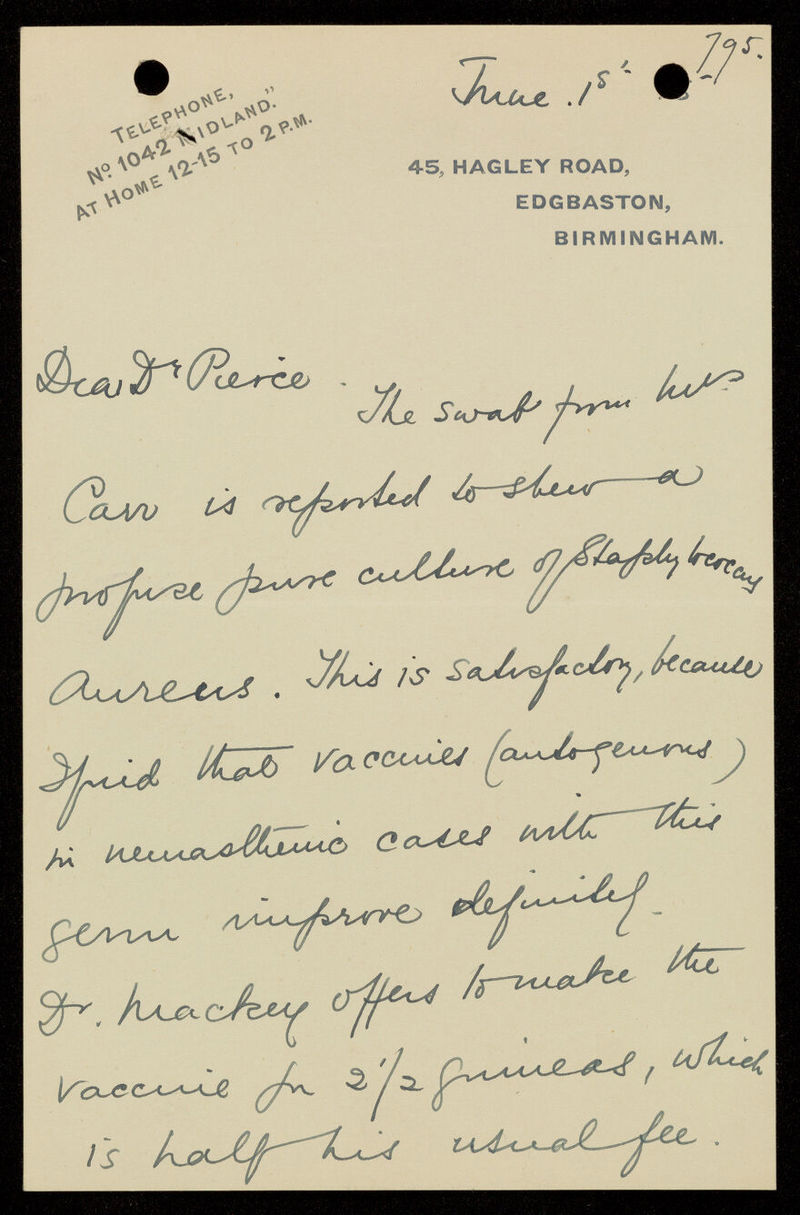 795.
June. 1st
TELEPHONE,
No. 1042 MIDLAND."
AT HOME 12-15 TO 2 P.M.
45, HAGLEY ROAD,
EDGBASTON,
BIRMINGHAM.
Dear Dr Pierce.
The swab from Mrs
Carr is reported to shew a
profuse pure culture of Staphylococcus
Aureus. This is satisfactory, because
I find that vaccines (autogenous)
in neurasthenic cases with this
germ improve definitely.
Dr. Mackey offers to make the
vaccine for 2 1/2 guineas, which
is half his usual fee.